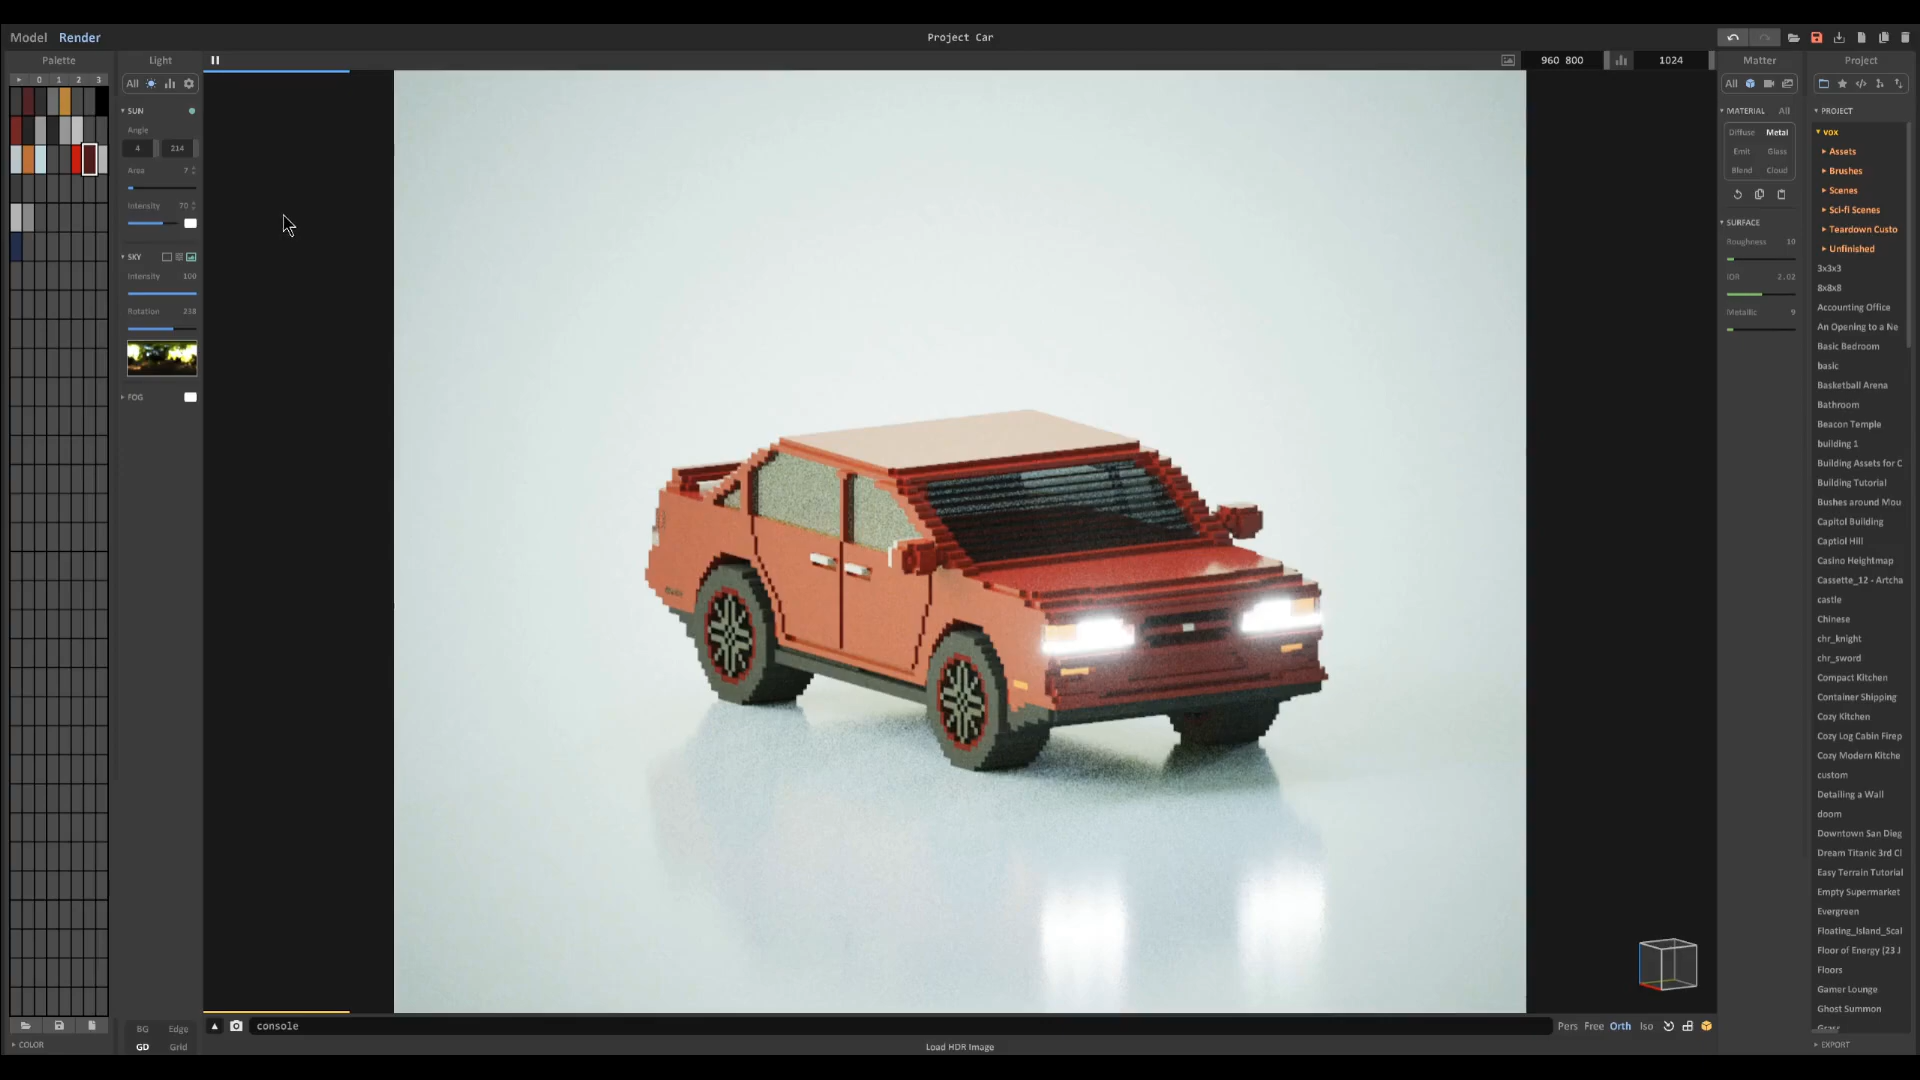 Model Render
Project Car
Palette
Light
960 800
1024
Matter
Project
0 1 2 3
All
All
SUN
Angle
4 214
Area 7
Intensity 70
SKY
Intensity 100
Rotation 238
FOG
MATERIAL All
Diffuse Metal
Emit Glass
Blend Cloud
SURFACE
Roughness 10
IOR 2.02
Metallic 9
PROJECT
vox
Assets
Brushes
Scenes
Sci-fi Scenes
Teardown Custo
Unfinished
3x3x3
8x8x8
Accounting Office
An Opening to a Ne
Basic Bedroom
basic
Basketball Arena
Bathroom
Beacon Temple
building 1
Building Assets for C
Building Tutorial
Bushes around Mou
Capitol Building
Captiol Hill
Casino Heightmap
Cassette_12 - Artcha
castle
Chinese
chr_knight
chr_sword
Compact Kitchen
Container Shipping
Cozy Kitchen
Cozy Log Cabin Firep
Cozy Modern Kitche
custom
Detailing a Wall
doom
Downtown San Dieg
Dream Titanic 3rd Cl
Easy Terrain Tutorial
Empty Supermarket
Evergreen
Floating_Island_Scal
Floor of Energy [23 J
Floors
Gamer Lounge
Ghost Summon
BG Edge
GD Grid
COLOR
console
Load HDR Image
Pers Free Orth Iso
EXPORT